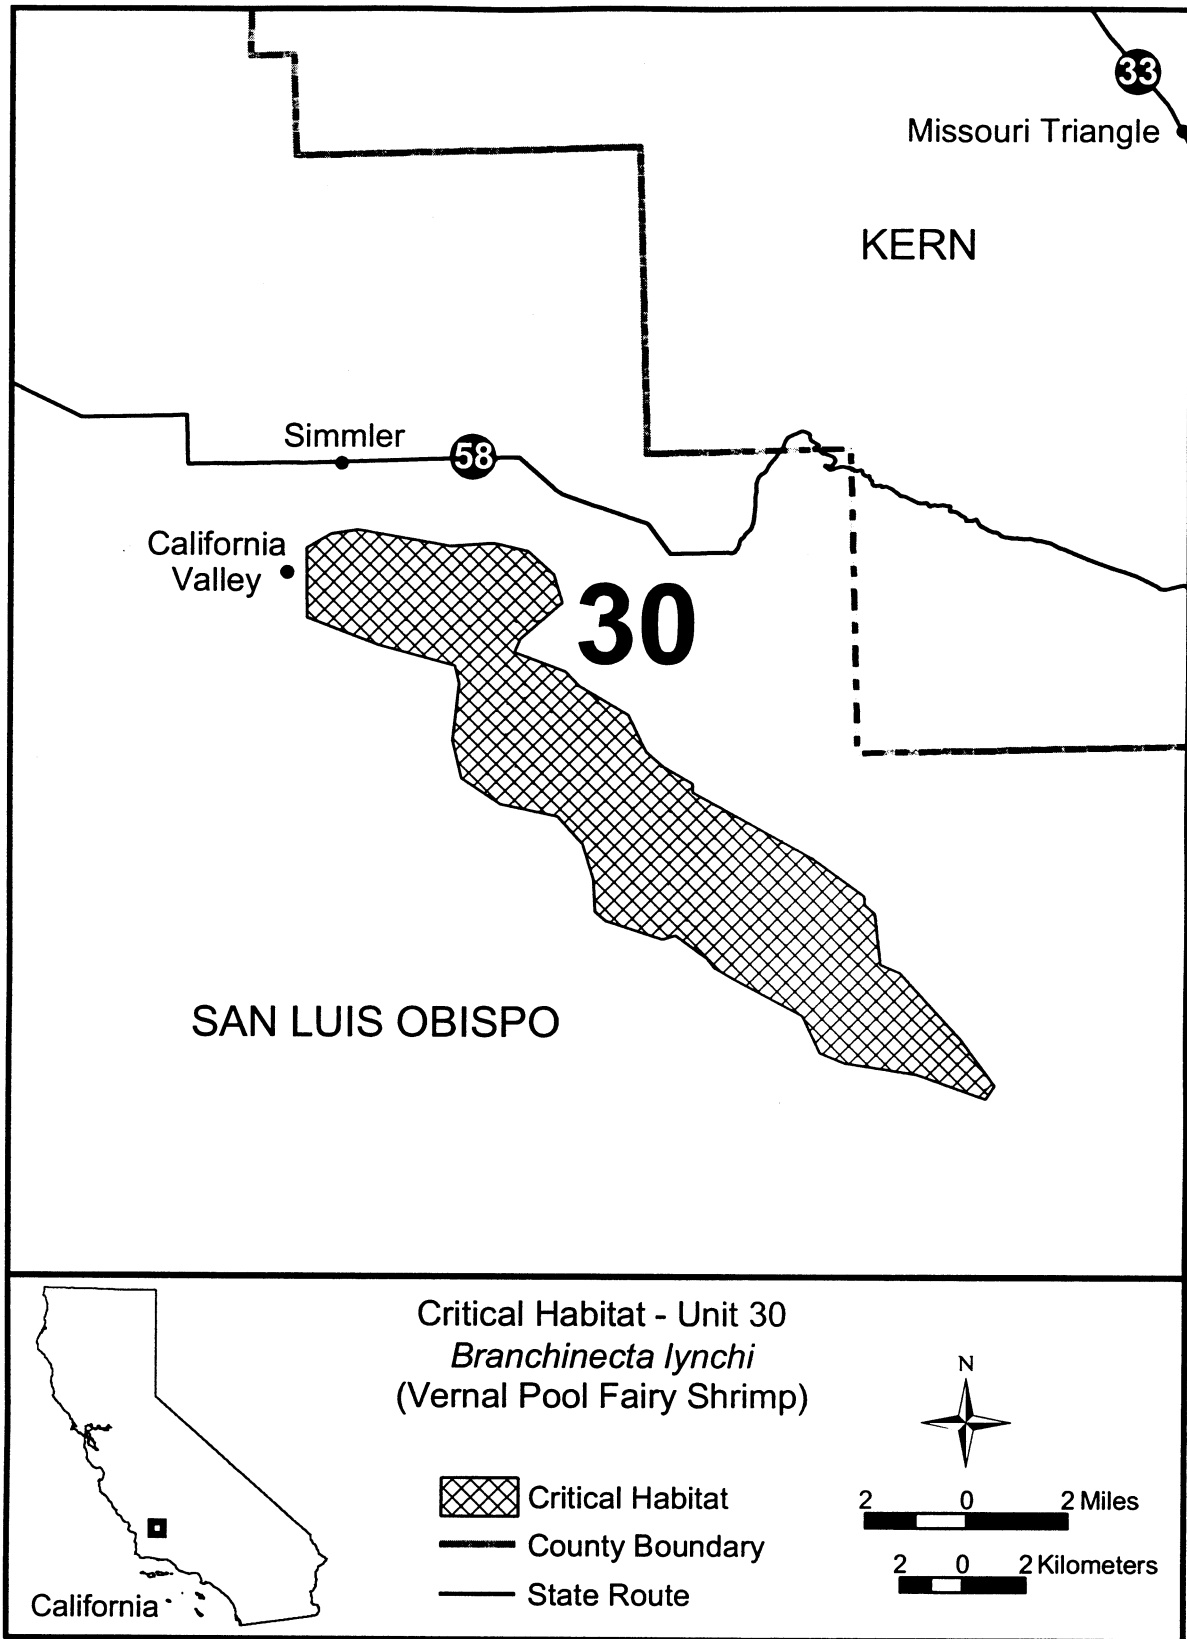 33
Missouri Triangle
KERN
Simmler
58
California
Valley
30
SAN LUIS OBISPO
Critical Habitat - Unit 30
Branchinecta lynchi
(Vernal Pool Fairy Shrimp)
N
Critical Habitat
County Boundary
State Route
2 0 2 Miles
2 0 2 Kilometers
California